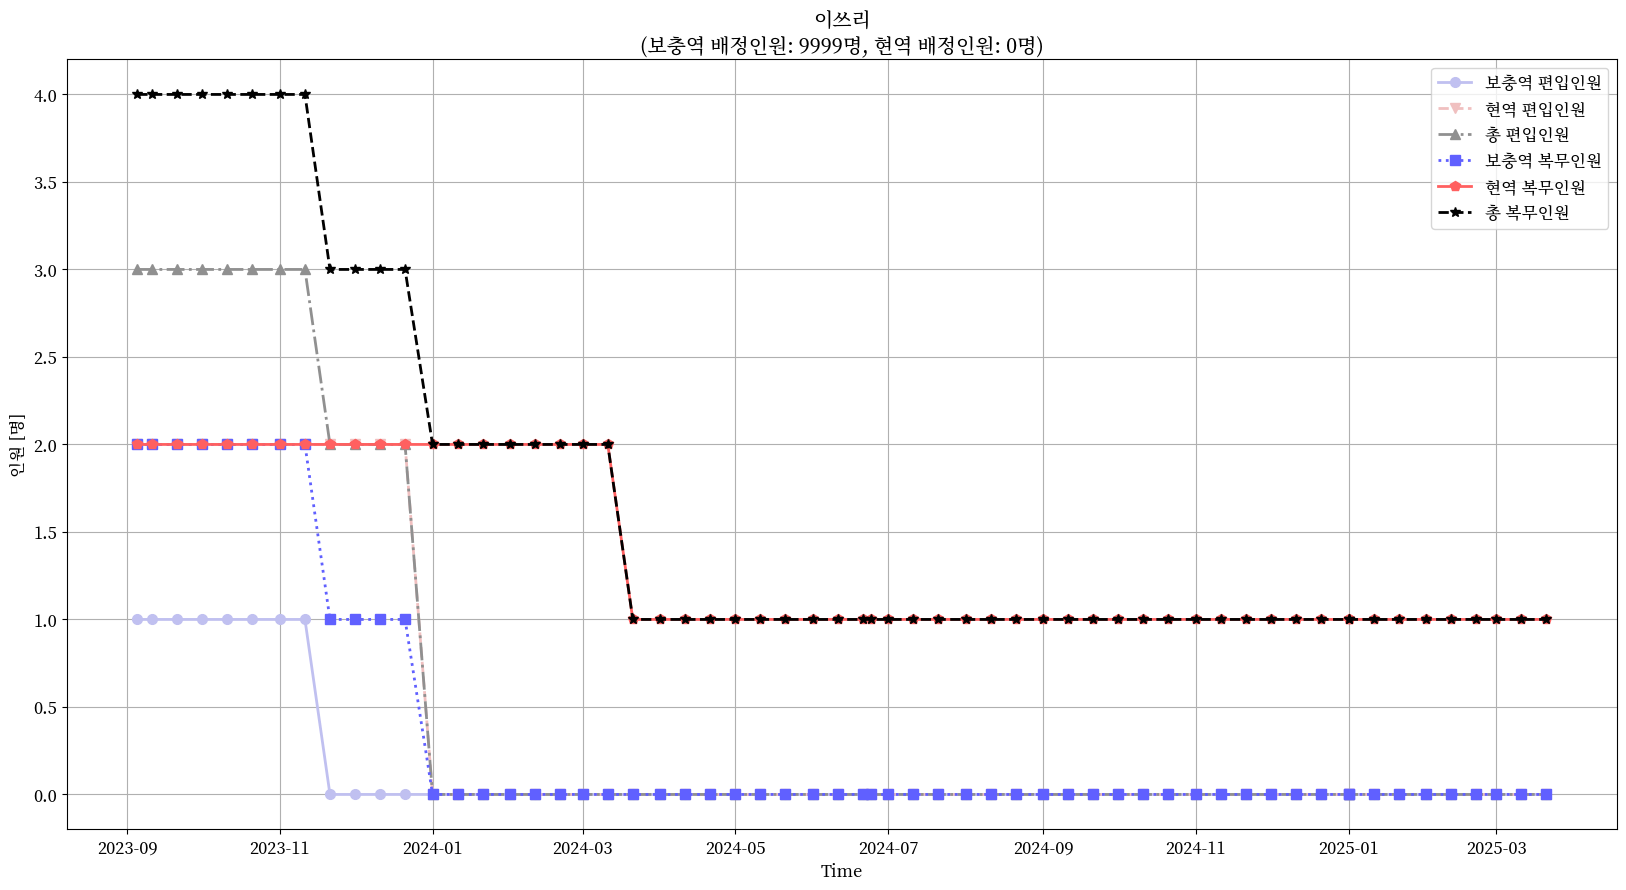 이쓰리
(보충역 배정인원: 9999명, 현역 배정인원: 0명)
보충역 편입인원
현역 편입인원
총 편입인원
보충역 복무인원
현역 복무인원
총 복무인원
인원 [명]
4.0
3.5
3.0
2.5
2.0
1.5
1.0
0.5
0.0
2023-09
2023-11
2024-01
2024-03
2024-05
2024-07
2024-09
2024-11
2025-01
2025-03
Time